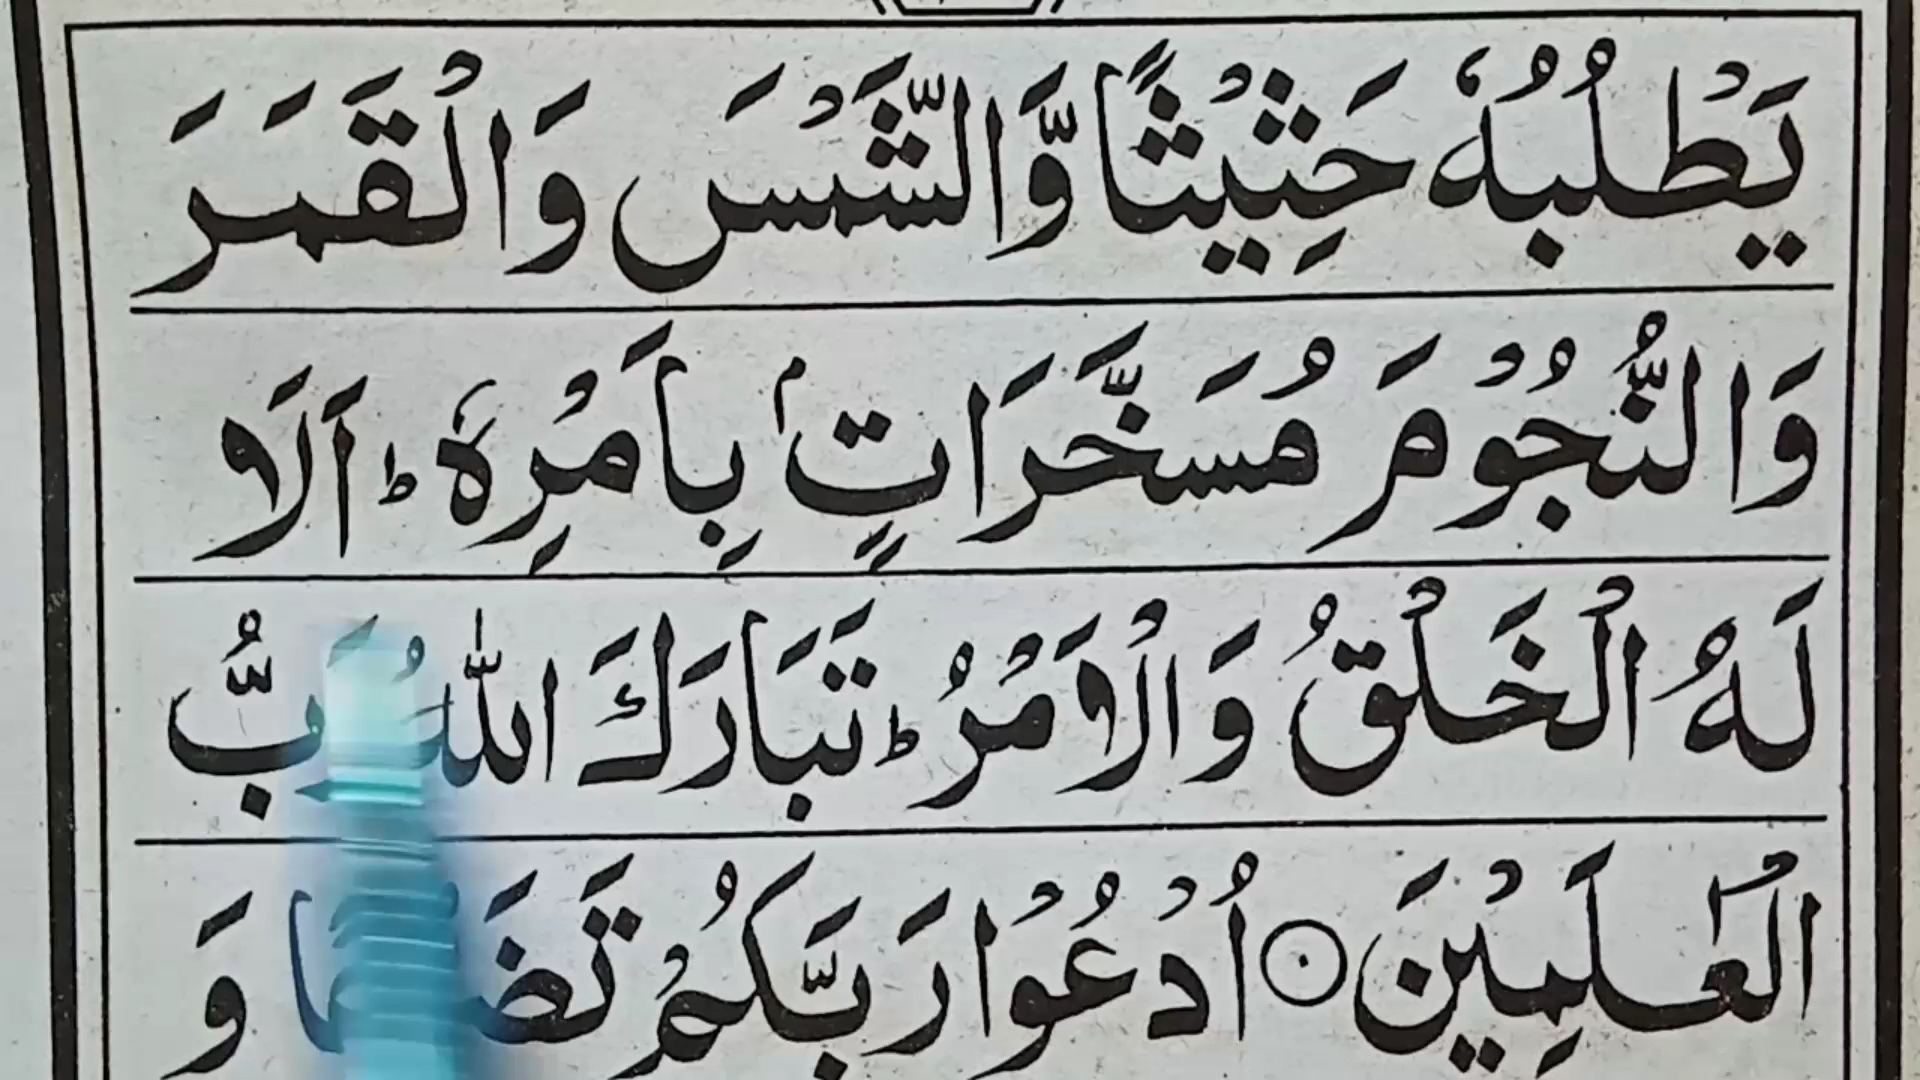 يَطْلُبُهٗ حَثِيْثًا وَّالشَّمْسَ وَالْقَمَرَ
وَالنُّجُوْمَ مُسَخَّرَاتٍۭ بِاَمْرِهٖ ؕ اَلَا
لَهُ الْخَلْقُ وَالْاَمْرُ ؕ تَبَارَكَ اللّٰهُ رَبُّ
الْعٰلَمِيْنَ ۝ اُدْعُوْا رَبَّكُمْ وَ